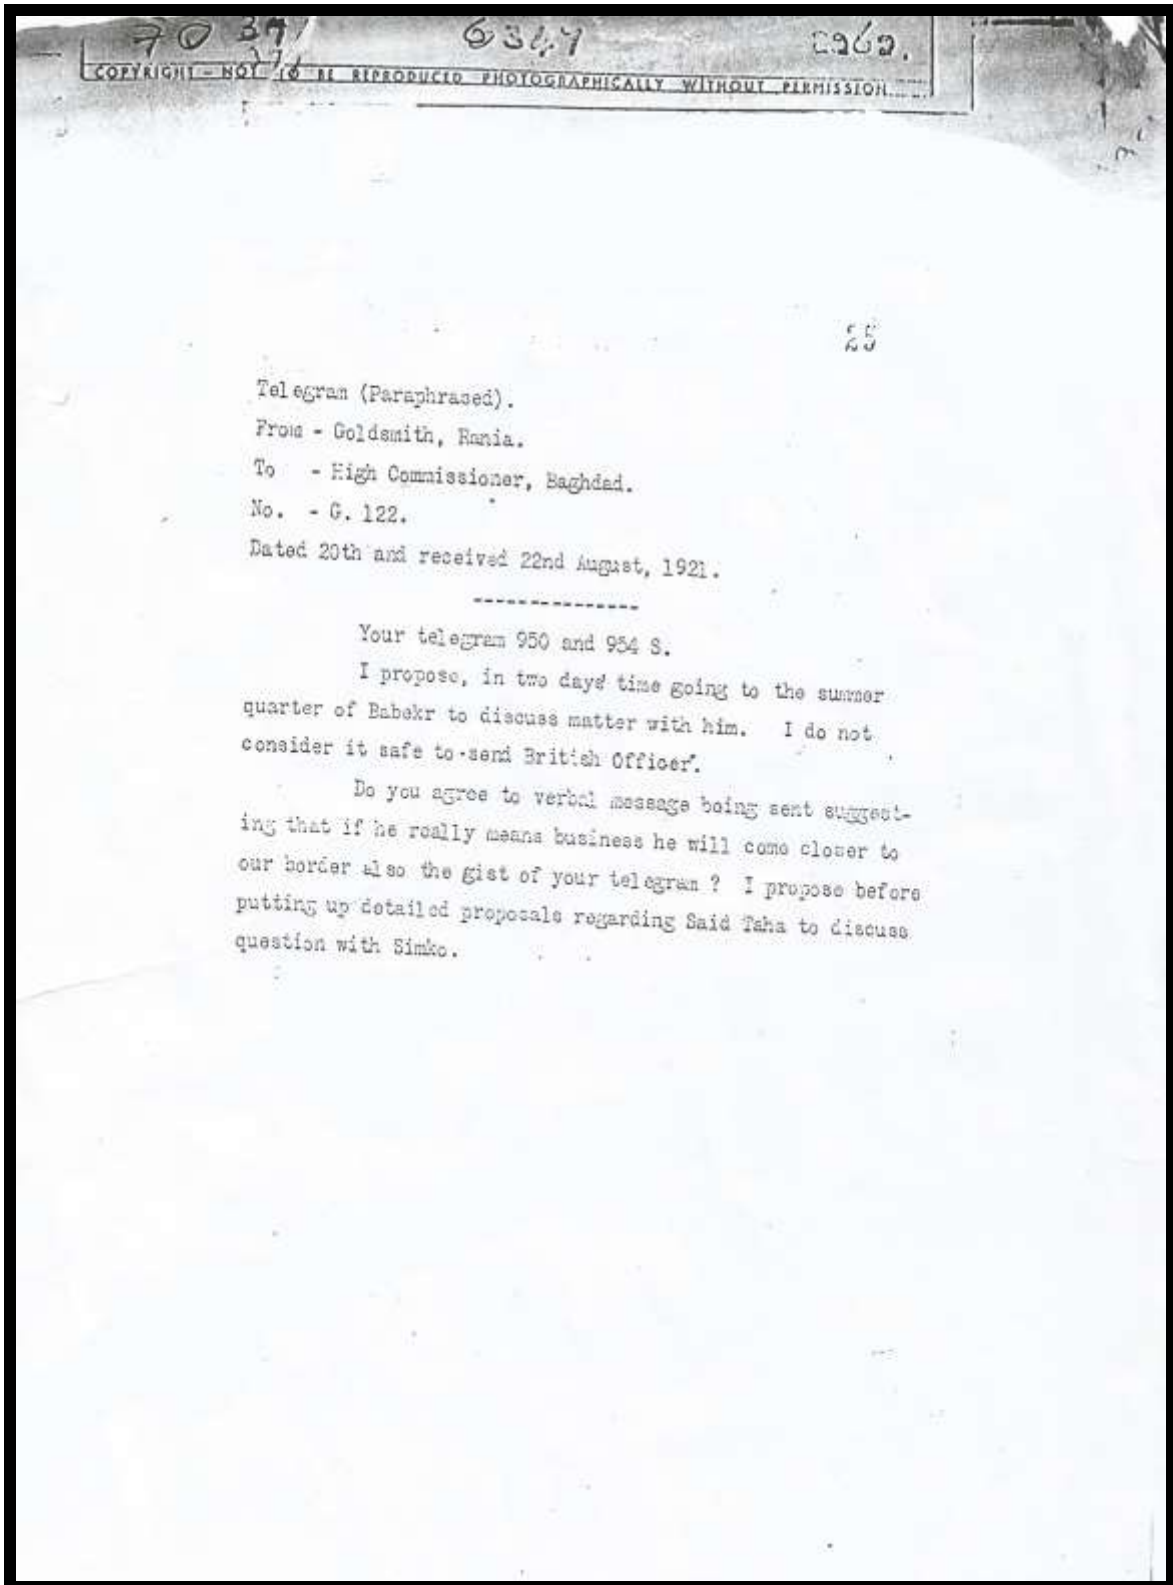 6347
COPYRIGHT - NOT TO BE REPRODUCED PHOTOGRAPHICALLY WITHOUT PERMISSION
25
Telegram (Paraphrased).
From - Goldsmith, Rania.
To - High Commissioner, Baghdad.
No. - G. 122.
Dated 20th and received 22nd August, 1921.
---------------
Your telegram 950 and 954 S.
I propose, in two days' time going to the summer
quarter of Babekr to discuss matter with him. I do not
consider it safe to send British Officer.
Do you agree to verbal message being sent suggest-
ing that if he really means business he will come closer to
our border also the gist of your telegram ? I propose before
putting up detailed proposals regarding Said Taha to discuss
question with Simko.